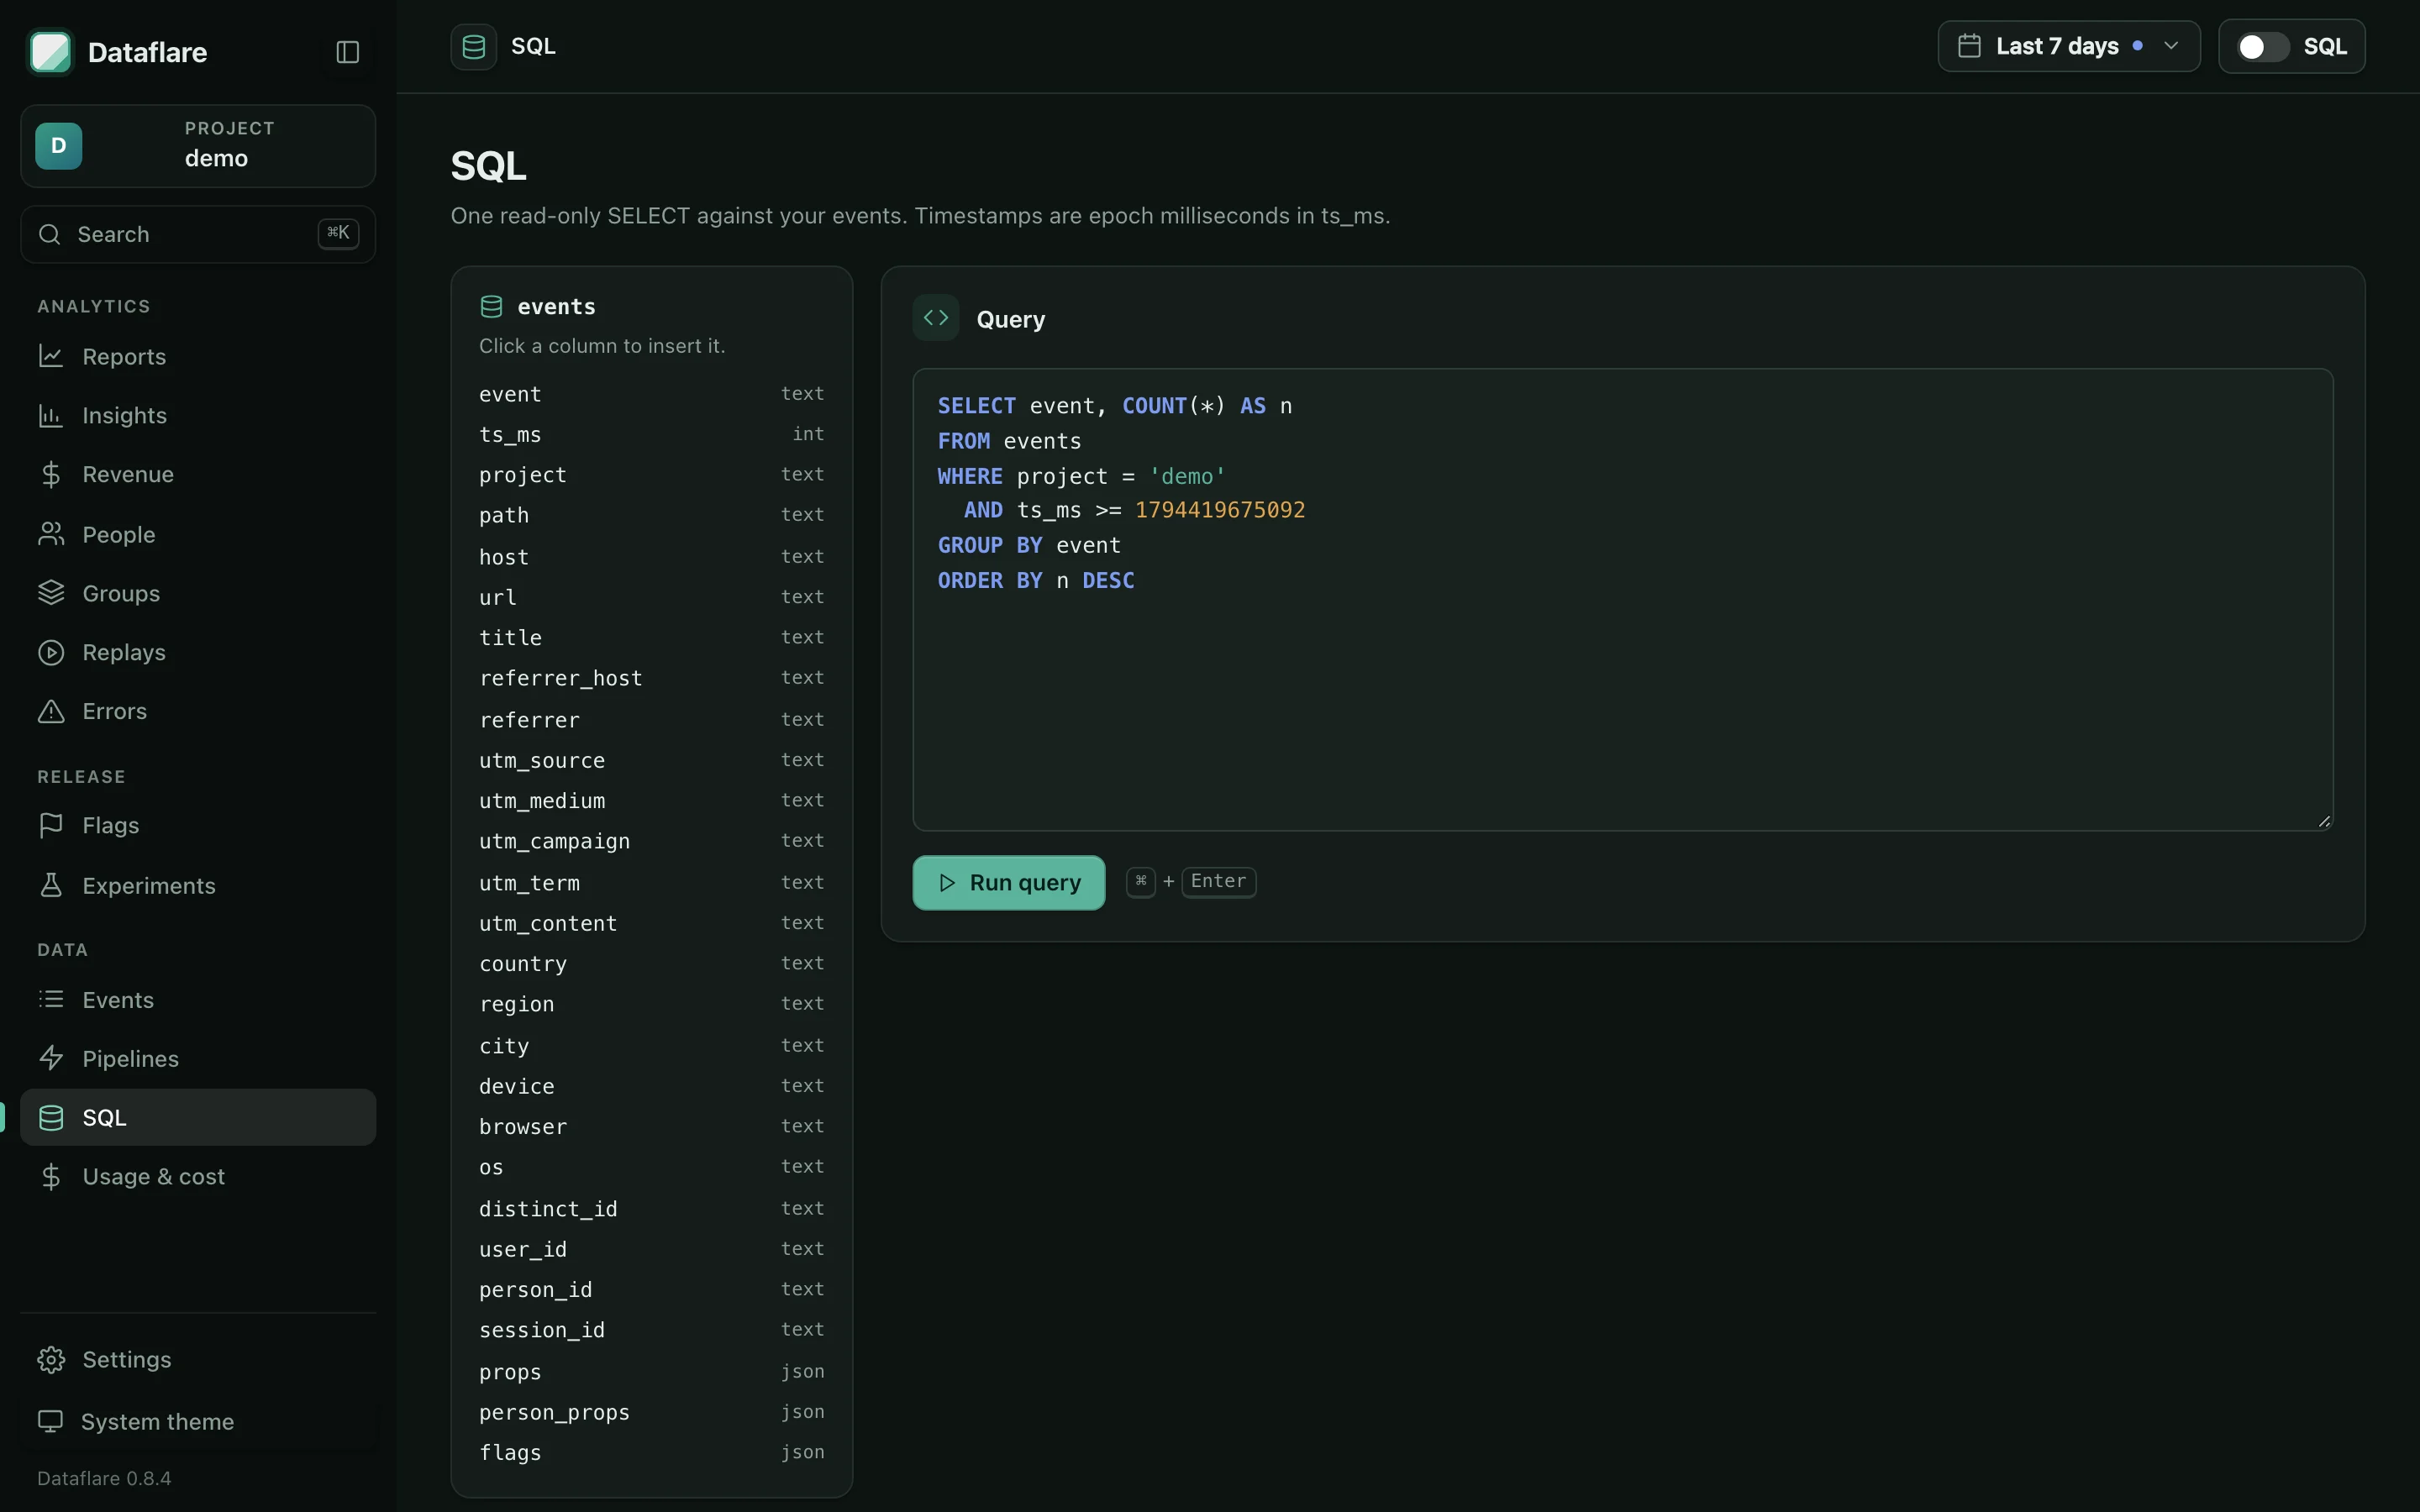 Dataflare
D
PROJECT
demo
Search
⌘K
ANALYTICS
Reports
Insights
Revenue
People
Groups
Replays
Errors
RELEASE
Flags
Experiments
DATA
Events
Pipelines
SQL
Usage & cost
Settings
System theme
Dataflare 0.8.4
SQL
Last 7 days
SQL
SQL
One read-only SELECT against your events. Timestamps are epoch milliseconds in ts_ms.
events
Click a column to insert it.
event text
ts_ms int
project text
path text
host text
url text
title text
referrer_host text
referrer text
utm_source text
utm_medium text
utm_campaign text
utm_term text
utm_content text
country text
region text
city text
device text
browser text
os text
distinct_id text
user_id text
person_id text
session_id text
props json
person_props json
flags json
Query
SELECT event, COUNT(*) AS n
FROM events
WHERE project = 'demo'
  AND ts_ms >= 1794419675092
GROUP BY event
ORDER BY n DESC
Run query
⌘ + Enter